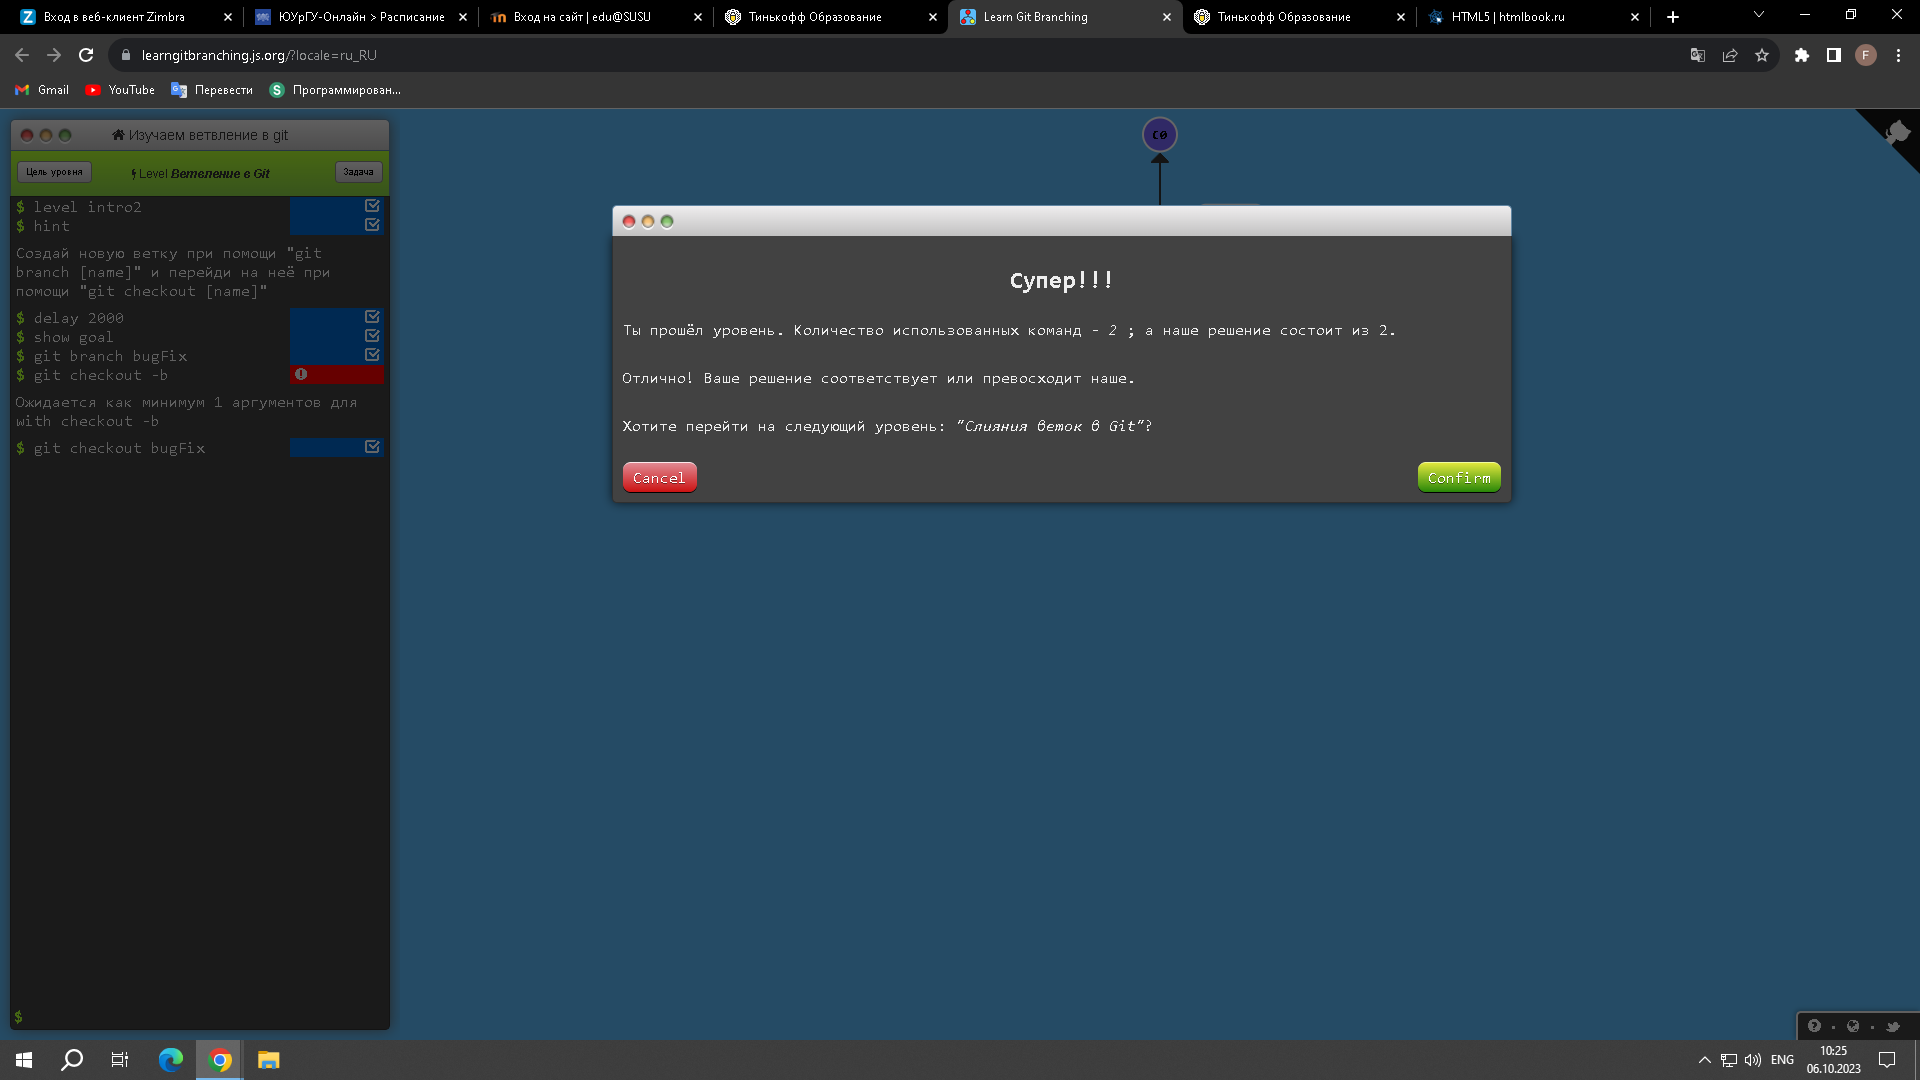 Вход в веб-клиент Zimbra
ЮУрГУ-Онлайн > Расписание
Вход на сайт | edu@SUSU
Тинькофф Образование
Learn Git Branching
Тинькофф Образование
HTML5 | htmlbook.ru
learngitbranching.js.org/?locale=ru_RU
F
Gmail
YouTube
Перевести
Программирован...
Изучаем ветвление в git
Цель уровня
Level Ветвление в Git
Задача
$ level intro2
$ hint
Создай новую ветку при помощи "git
branch [name]" и перейди на неё при
помощи "git checkout [name]"
$ delay 2000
$ show goal
$ git branch bugFix
$ git checkout -b
Ожидается как минимум 1 аргументов для
with checkout -b
$ git checkout bugFix
$
C0
Супер!!!
Ты прошёл уровень. Количество использованных команд - 2 ; а наше решение состоит из 2.
Отлично! Ваше решение соответствует или превосходит наше.
Хотите перейти на следующий уровень: "Слияния веток в Git"?
Cancel
Confirm
ENG
10:25
06.10.2023